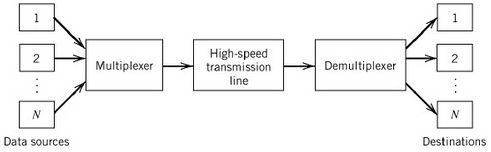 1
2
⋮
N
Data sources
Multiplexer
High-speed
transmission
line
Demultiplexer
1
2
⋮
N
Destinations